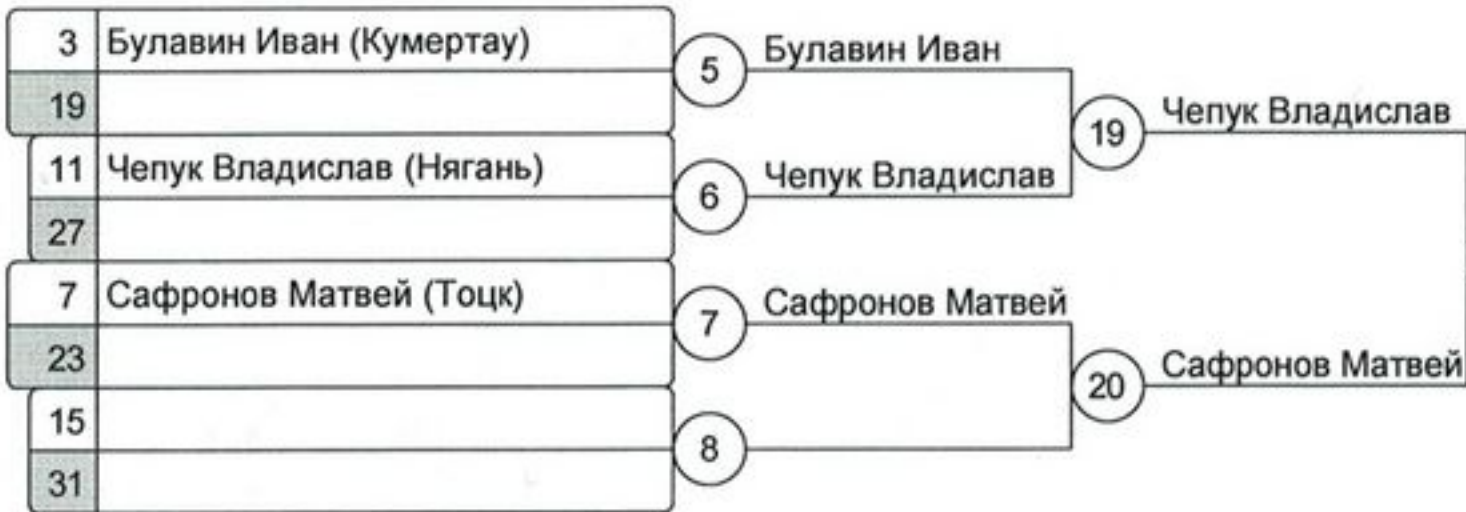 3 Булавин Иван (Кумертау)
19
11 Чепук Владислав (Нягань)
27
7 Сафронов Матвей (Тоцк)
23
15
31
5 Булавин Иван
6 Чепук Владислав
7 Сафронов Матвей
8
19 Чепук Владислав
20 Сафронов Матвей